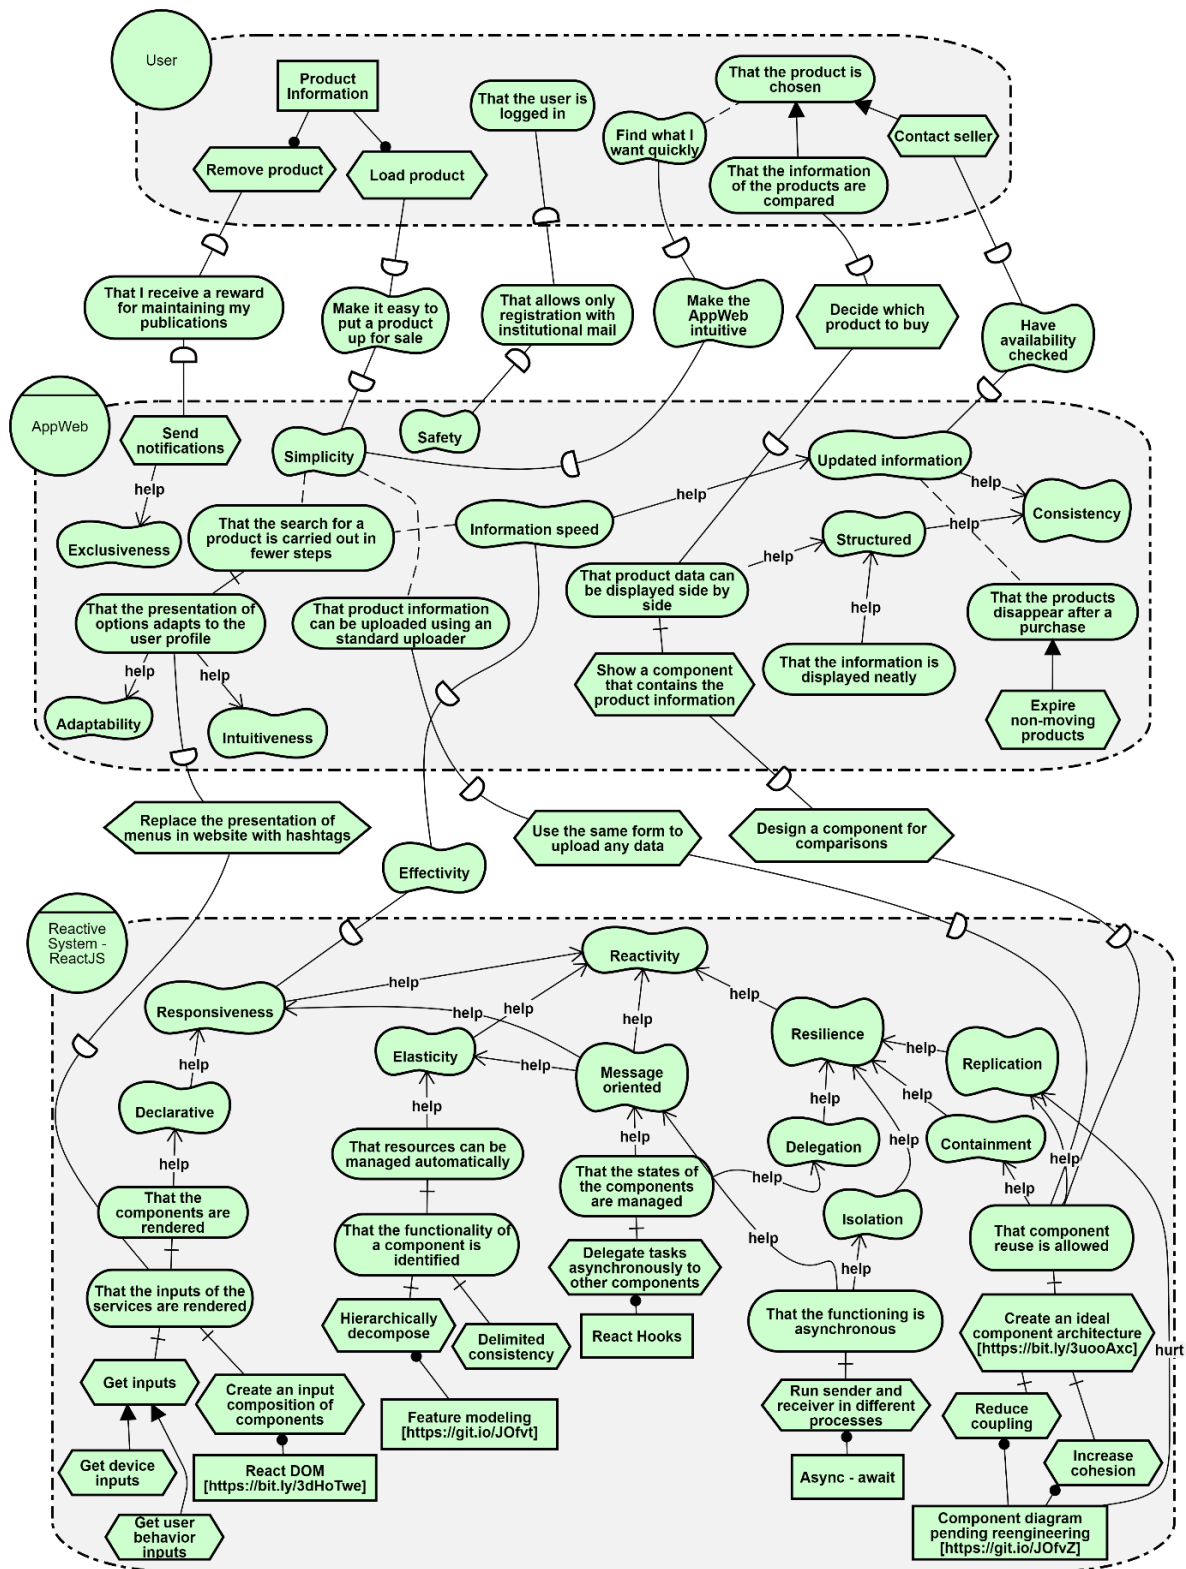 User
Product
Information
That the user is
logged in
That the product is
chosen
Find what I
want quickly
Contact seller
Remove product
Load product
That the information
of the products are
compared
That I receive a reward
for maintaining my
publications
Make it easy to
put a product
up for sale
That allows only
registration with
institutional mail
Make the
AppWeb
intuitive
Decide which
product to buy
Have
availability
checked
AppWeb
Send
notifications
Simplicity
Safety
Updated information
help
help
help
Exclusiveness
That the search for a
product is carried out in
fewer steps
Information speed
Structured
help
Consistency
help
That product data can
be displayed side by
side
That the presentation of
options adapts to the
user profile
That product information
can be uploaded using an
standard uploader
help
That the products
disappear after a
purchase
help
help
That the information is
displayed neatly
Show a component
that contains the
product information
Adaptability
Intuitiveness
Expire
non-moving
products
Replace the presentation of
menus in website with hashtags
Use the same form to
upload any data
Design a component for
comparisons
Effectivity
Reactive
System -
ReactJS
Reactivity
help
help
help
Responsiveness
help
help
Resilience
help
Elasticity
help
Message
oriented
help
Replication
help
Declarative
help
help
help
help
Delegation
help
Containment
help
That resources can be
managed automatically
help
That the states of
the components
are managed
help
help
That the
components are
rendered
Isolation
That the functionality of
a component is
identified
help
help
That component
reuse is allowed
Delegate tasks
asynchronously to
other components
That the inputs of the
services are rendered
Hierarchically
decompose
Delimited
consistency
React Hooks
That the functioning is
asynchronous
Create an ideal
component architecture
[https://bit.ly/3uooAxc]
hurt
Get inputs
Create an input
composition of
components
Feature modeling
[https://git.io/JOfvt]
Run sender and
receiver in different
processes
Reduce
coupling
Get device
inputs
React DOM
[https://bit.ly/3dHoTwe]
Async - await
Increase
cohesion
Get user
behavior
inputs
Component diagram
pending reengineering
[https://git.io/JOfvZ]